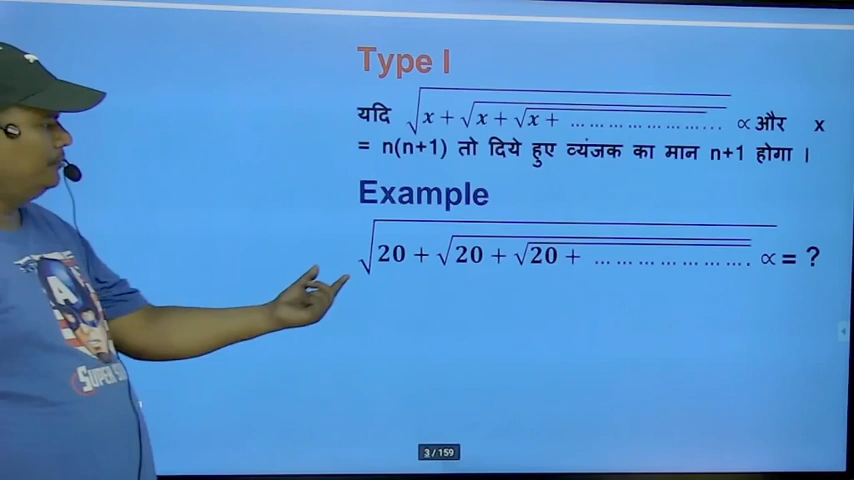 Type I
यदि √x + √x + √x + ... ... ... ... ... ... ... ∝ और x
= n(n+1) तो दिये हुए व्यंजक का मान n+1 होगा ।
Example
√20 + √20 + √20 + ... ... ... ... ... ... ... . ∝ = ?
3 / 159